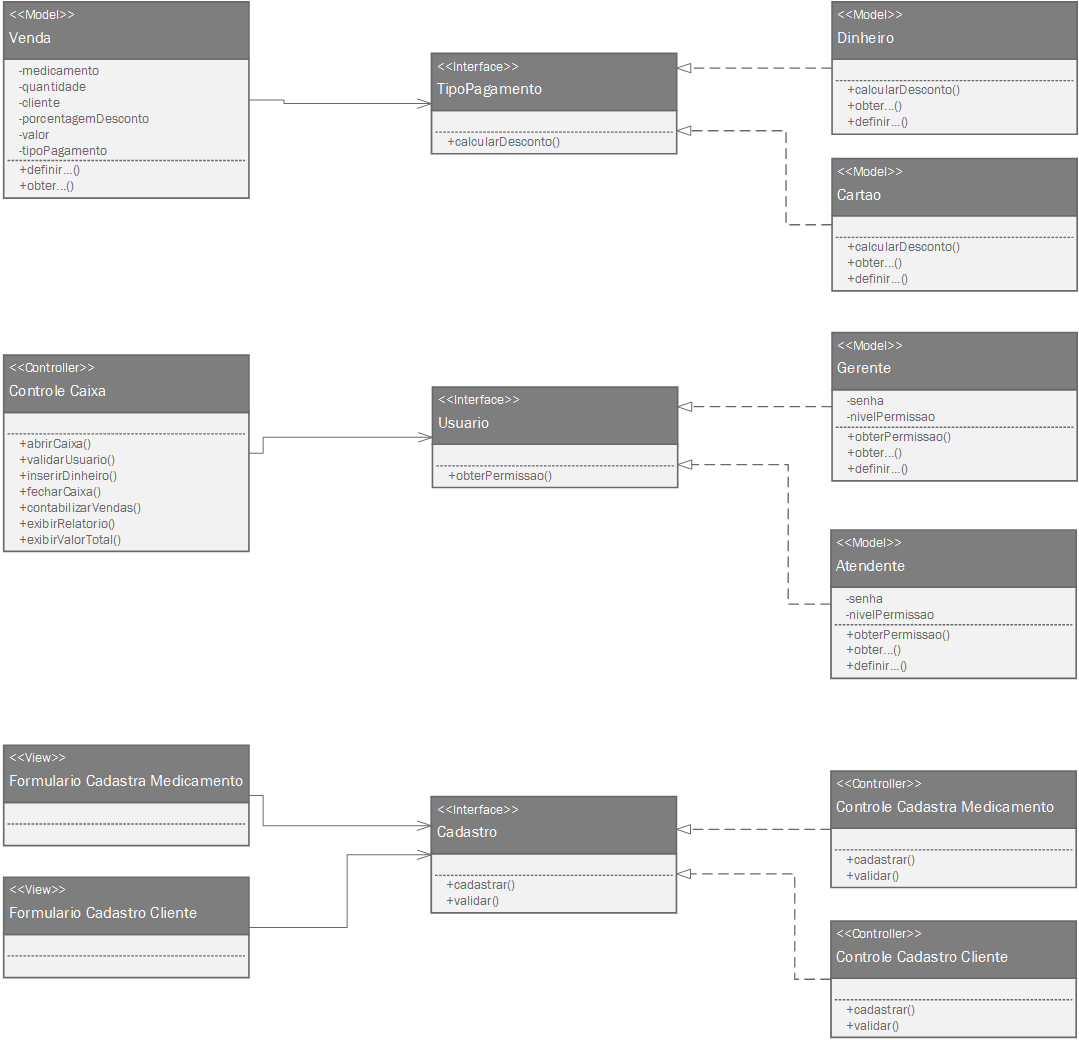 <<Model>>
Venda
-medicamento
-quantidade
-cliente
-porcentagemDesconto
-valor
-tipoPagamento
+definir...()
+obter...()
<<Interface>>
TipoPagamento
+calcularDesconto()
<<Model>>
Dinheiro
+calcularDesconto()
+obter...()
+definir...()
<<Model>>
Cartao
+calcularDesconto()
+obter...()
+definir...()
<<Controller>>
Controle Caixa
+abrirCaixa()
+validarUsuario()
+inserirDinheiro()
+fecharCaixa()
+contabilizarVendas()
+exibirRelatorio()
+exibirValorTotal()
<<Interface>>
Usuario
+obterPermissao()
<<Model>>
Gerente
-senha
-nivelPermissao
+obterPermissao()
+obter...()
+definir...()
<<Model>>
Atendente
-senha
-nivelPermissao
+obterPermissao()
+obter...()
+definir...()
<<View>>
Formulario Cadastra Medicamento
<<View>>
Formulario Cadastro Cliente
<<Interface>>
Cadastro
+cadastrar()
+validar()
<<Controller>>
Controle Cadastra Medicamento
+cadastrar()
+validar()
<<Controller>>
Controle Cadastro Cliente
+cadastrar()
+validar()